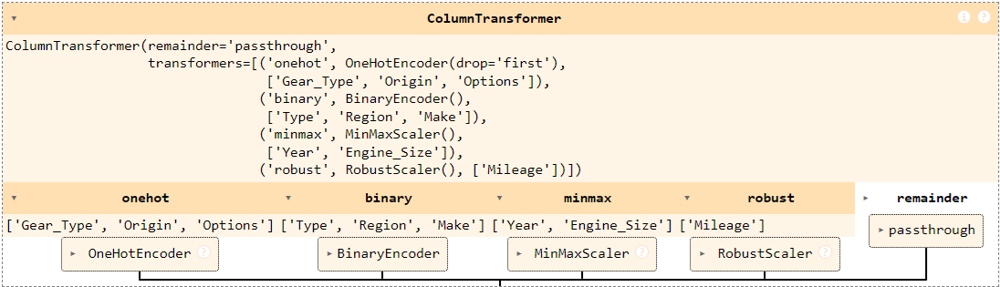 ColumnTransformer
i ?
ColumnTransformer(remainder='passthrough',
                  transformers=[('onehot', OneHotEncoder(drop='first'),
                                 ['Gear_Type', 'Origin', 'Options']),
                                ('binary', BinaryEncoder(),
                                 ['Type', 'Region', 'Make']),
                                ('minmax', MinMaxScaler(),
                                 ['Year', 'Engine_Size']),
                                ('robust', RobustScaler(), ['Mileage'])])
onehot binary minmax robust remainder
['Gear_Type', 'Origin', 'Options'] ['Type', 'Region', 'Make'] ['Year', 'Engine_Size'] ['Mileage']
OneHotEncoder ? BinaryEncoder MinMaxScaler ? RobustScaler ? passthrough